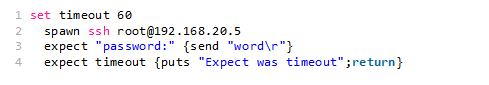 1 set timeout 60
2   spawn ssh root@192.168.20.5
3   expect "password:" {send "word\r"}
4   expect timeout {puts "Expect was timeout";return}